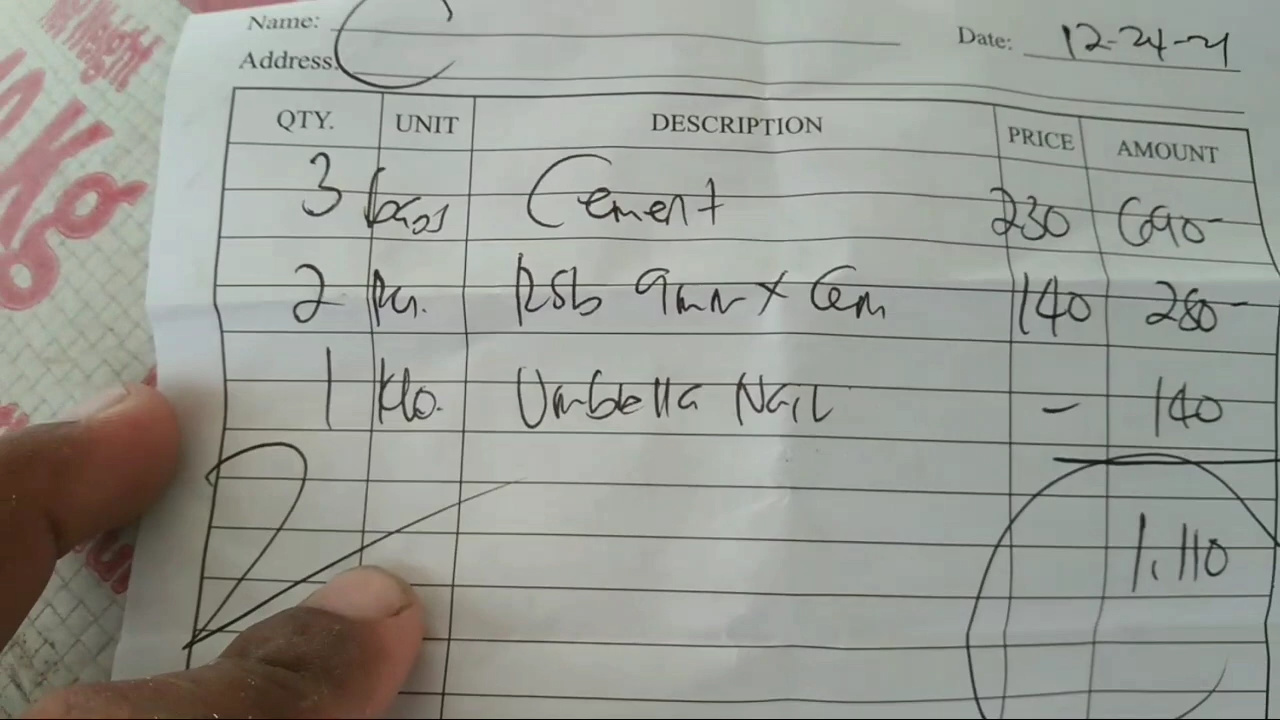 Name:
Date: 12-24-21
Address:
QTY. UNIT DESCRIPTION PRICE AMOUNT
3 bags Cement 230 690-
2 pcs. RSb 9mm x 6m 140 280-
1 Klo. Umbrella Nail - 140
1,110